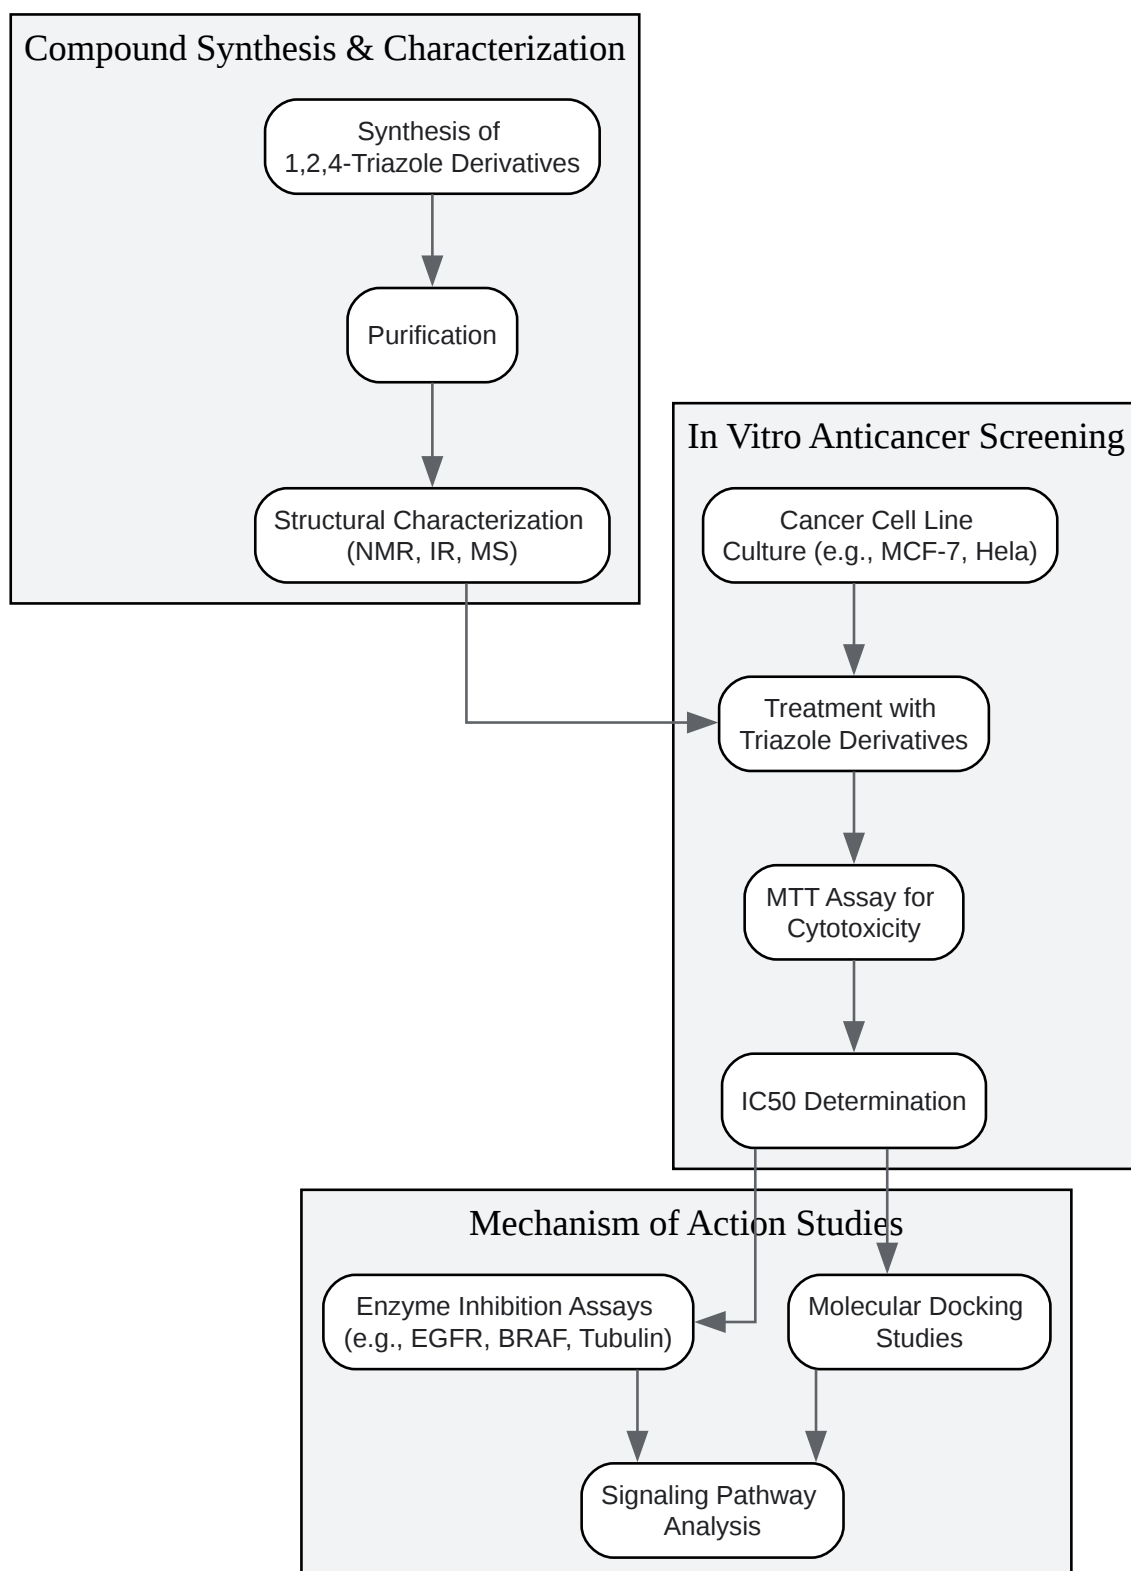 Compound Synthesis & Characterization
Synthesis of
1,2,4-Triazole Derivatives
Purification
Structural Characterization
(NMR, IR, MS)
In Vitro Anticancer Screening
Cancer Cell Line
Culture (e.g., MCF-7, Hela)
Treatment with
Triazole Derivatives
MTT Assay for
Cytotoxicity
IC50 Determination
Mechanism of Action Studies
Enzyme Inhibition Assays
(e.g., EGFR, BRAF, Tubulin)
Molecular Docking
Studies
Signaling Pathway
Analysis